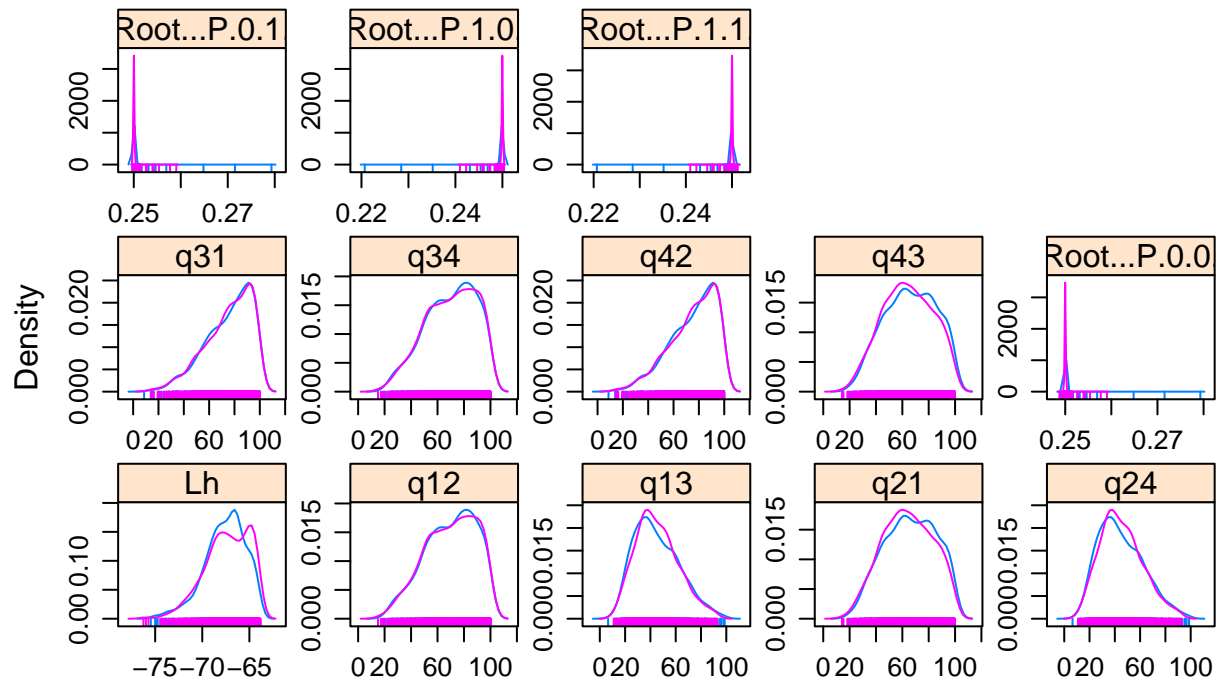 Density
Root...P.0.1.
Root...P.1.0.
Root...P.1.1.
0 2000
0 2000
0 2000
0.25 0.27
0.22 0.24
0.22 0.24
q31
q34
q42
q43
Root...P.0.0.
0.000 0.020
0.000 0.015
0.000 0.020
0.000 0.015
0 2000
0 20 60 100
0 20 60 100
0 20 60 100
0 20 60 100
0.25 0.27
Lh
q12
q13
q21
q24
0.00 0.10
0.000 0.015
0.000 0.015
0.000 0.015
0.000 0.015
−75 −70 −65
0 20 60 100
0 20 60 100
0 20 60 100
0 20 60 100